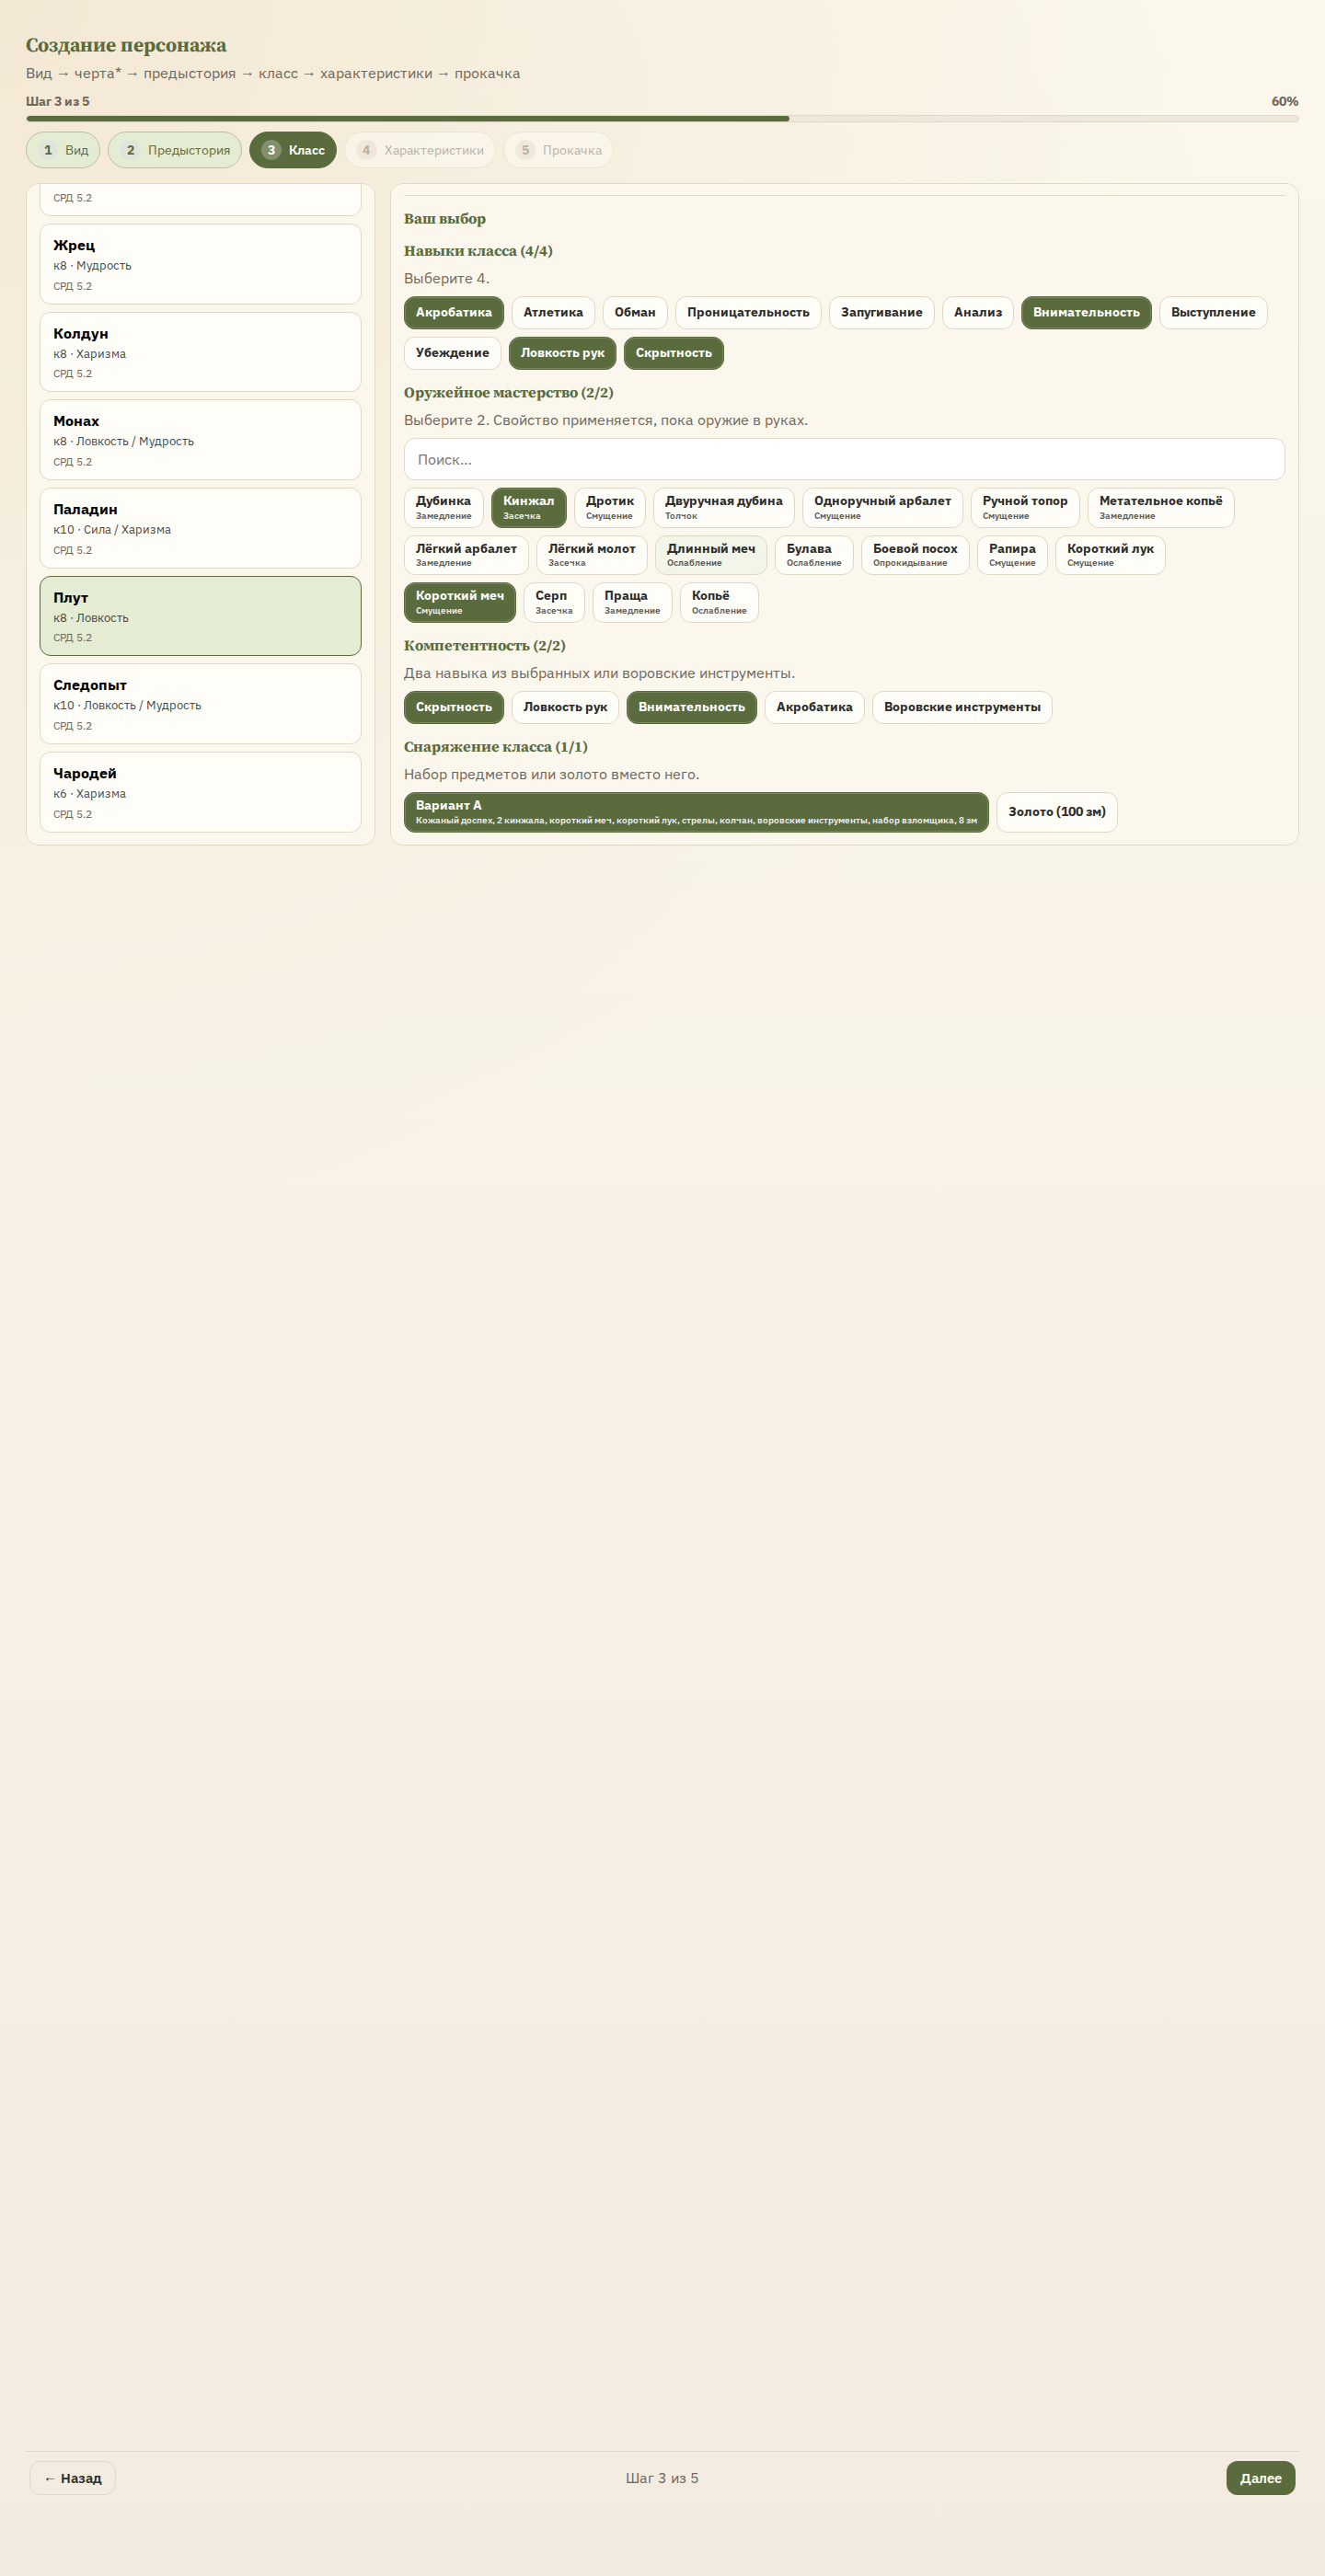 Создание персонажа
Вид → черта* → предыстория → класс → характеристики → прокачка
Шаг 3 из 5 60%
1 Вид 2 Предыстория 3 Класс 4 Характеристики 5 Прокачка
СРД 5.2
Жрец
к8 · Мудрость
СРД 5.2
Колдун
к8 · Харизма
СРД 5.2
Монах
к8 · Ловкость / Мудрость
СРД 5.2
Паладин
к10 · Сила / Харизма
СРД 5.2
Плут
к8 · Ловкость
СРД 5.2
Следопыт
к10 · Ловкость / Мудрость
СРД 5.2
Чародей
к6 · Харизма
СРД 5.2
Ваш выбор
Навыки класса (4/4)
Выберите 4.
Акробатика Атлетика Обман Проницательность Запугивание Анализ Внимательность Выступление
Убеждение Ловкость рук Скрытность
Оружейное мастерство (2/2)
Выберите 2. Свойство применяется, пока оружие в руках.
Поиск...
Дубинка Кинжал Дротик Двуручная дубина Одноручный арбалет Ручной топор Метательное копьё
Замедление Засечка Смущение Толчок Смущение Смущение Замедление
Лёгкий арбалет Лёгкий молот Длинный меч Булава Боевой посох Рапира Короткий лук
Замедление Засечка Ослабление Ослабление Опрокидывание Смущение Смущение
Короткий меч Серп Праща Копьё
Смущение Засечка Замедление Ослабление
Компетентность (2/2)
Два навыка из выбранных или воровские инструменты.
Скрытность Ловкость рук Внимательность Акробатика Воровские инструменты
Снаряжение класса (1/1)
Набор предметов или золото вместо него.
Вариант A
Кожаный доспех, 2 кинжала, короткий меч, короткий лук, стрелы, колчан, воровские инструменты, набор взломщика, 8 зм
Золото (100 зм)
← Назад Шаг 3 из 5 Далее